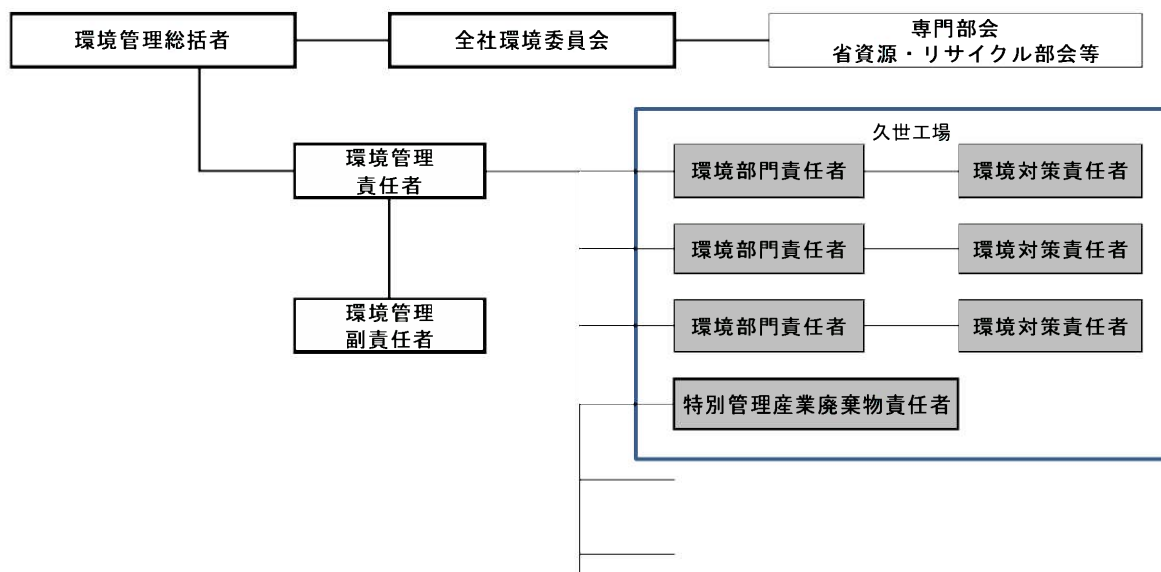 環境管理総括者
全社環境委員会
専門部会
省資源・リサイクル部会等
環境管理
責任者
久世工場
環境部門責任者
環境対策責任者
環境部門責任者
環境対策責任者
環境管理
副責任者
環境部門責任者
環境対策責任者
特別管理産業廃棄物責任者